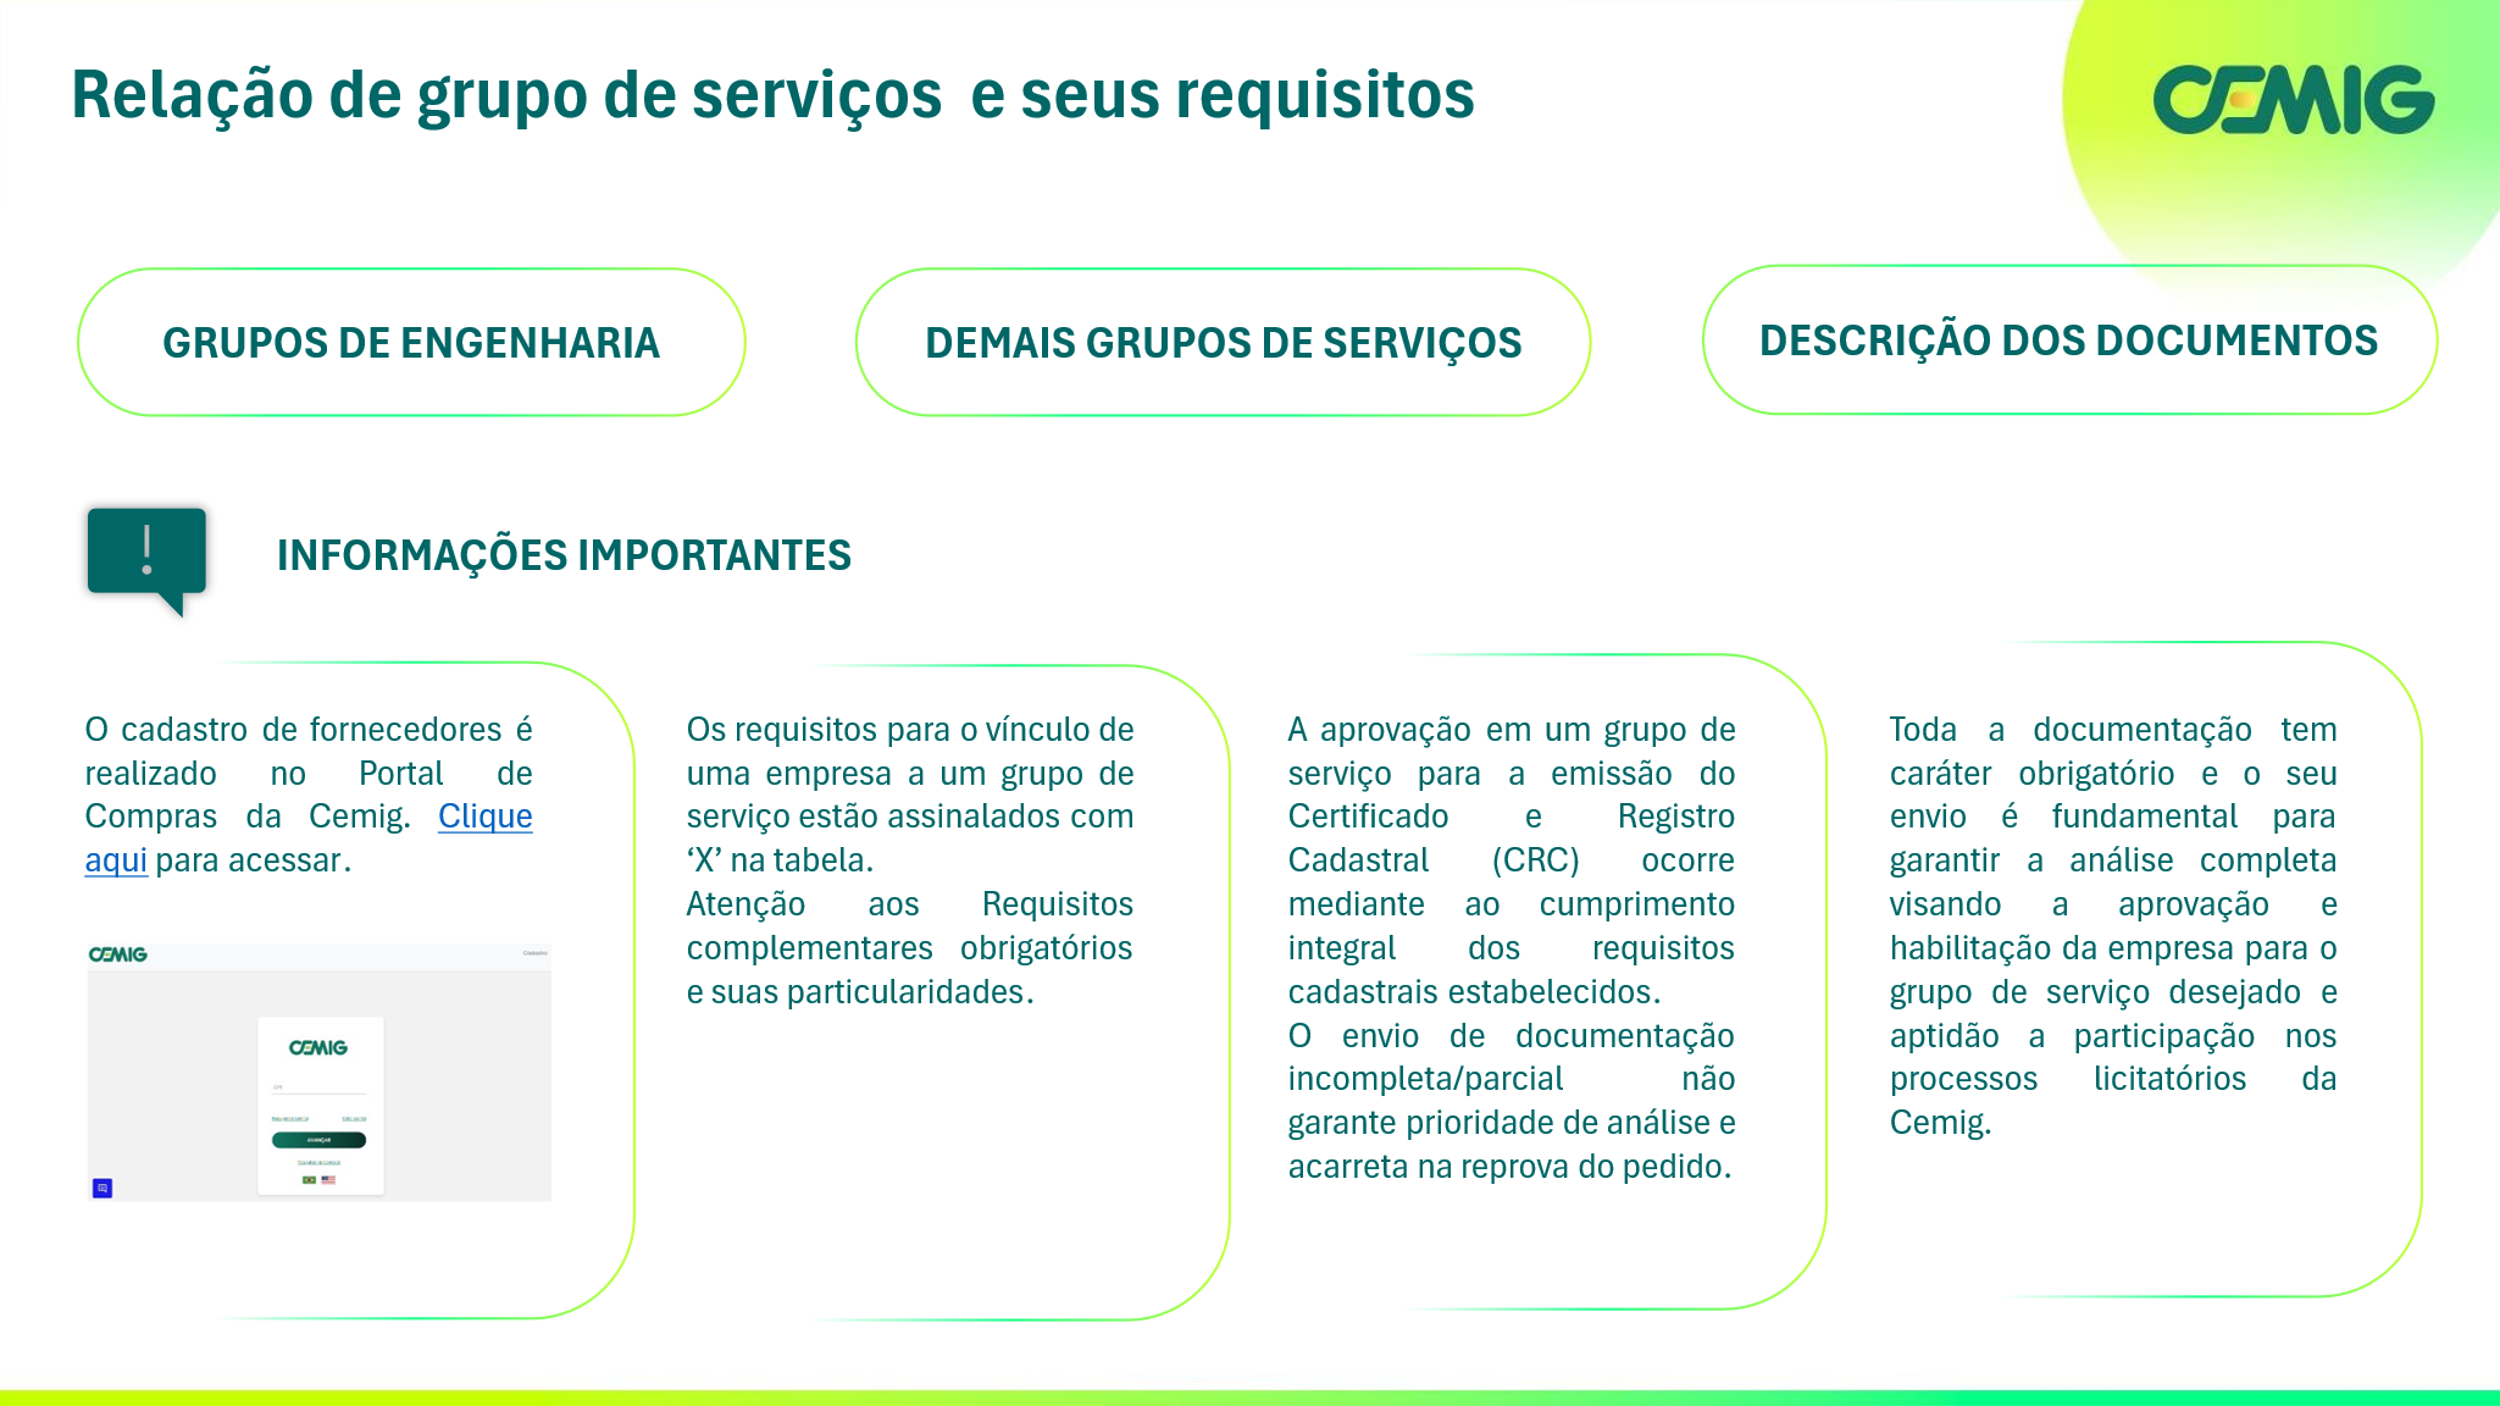 Relação de grupo de serviços e seus requisitos
CEMIG
GRUPOS DE ENGENHARIA
DEMAIS GRUPOS DE SERVIÇOS
DESCRIÇÃO DOS DOCUMENTOS
!
INFORMAÇÕES IMPORTANTES
O cadastro de fornecedores é
realizado no Portal de
Compras da Cemig. Clique
aqui para acessar.
CEMIG
Cadastro
CEMIG
CPF
AVANÇAR
Os requisitos para o vínculo de
uma empresa a um grupo de
serviço estão assinalados com
‘X’ na tabela.
Atenção aos Requisitos
complementares obrigatórios
e suas particularidades.
A aprovação em um grupo de
serviço para a emissão do
Certificado e Registro
Cadastral (CRC) ocorre
mediante ao cumprimento
integral dos requisitos
cadastrais estabelecidos.
O envio de documentação
incompleta/parcial não
garante prioridade de análise e
acarreta na reprova do pedido.
Toda a documentação tem
caráter obrigatório e o seu
envio é fundamental para
garantir a análise completa
visando a aprovação e
habilitação da empresa para o
grupo de serviço desejado e
aptidão a participação nos
processos licitatórios da
Cemig.